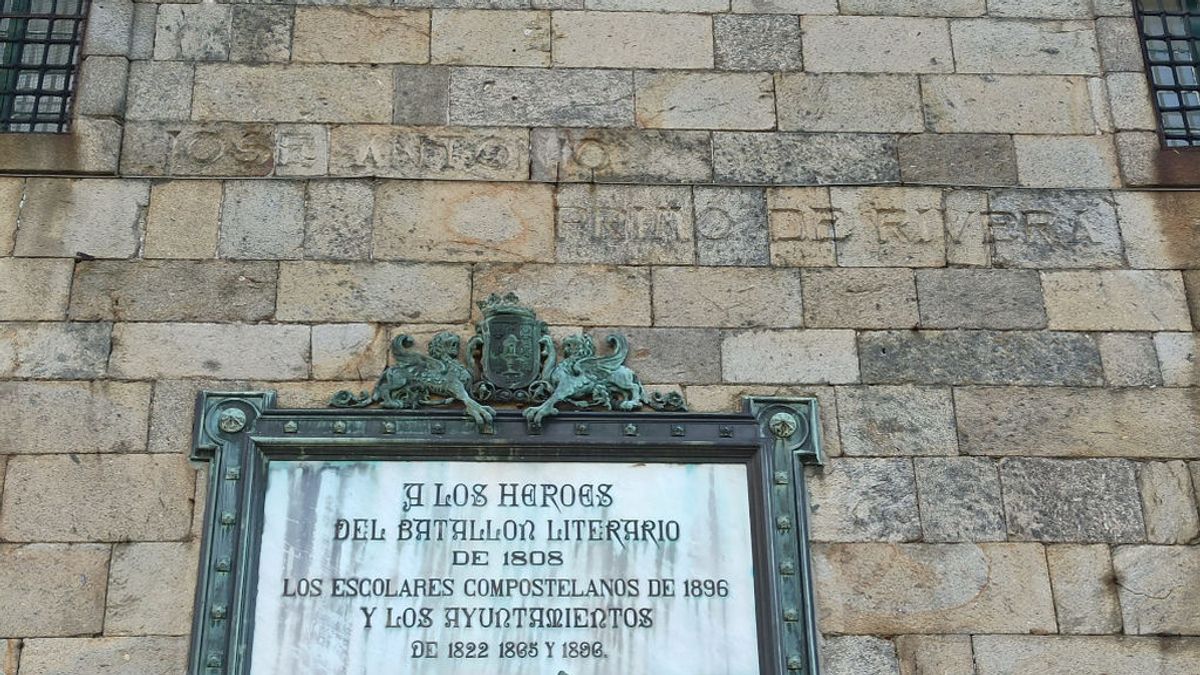 JOSE ANTONIO
PRIMO DE RIVERA
A LOS HEROES
DEL BATALLON LITERARIO
DE 1808
LOS ESCOLARES COMPOSTELANOS DE 1896
Y LOS AYUNTAMIENTOS
DE 1822 1865 Y 1896.